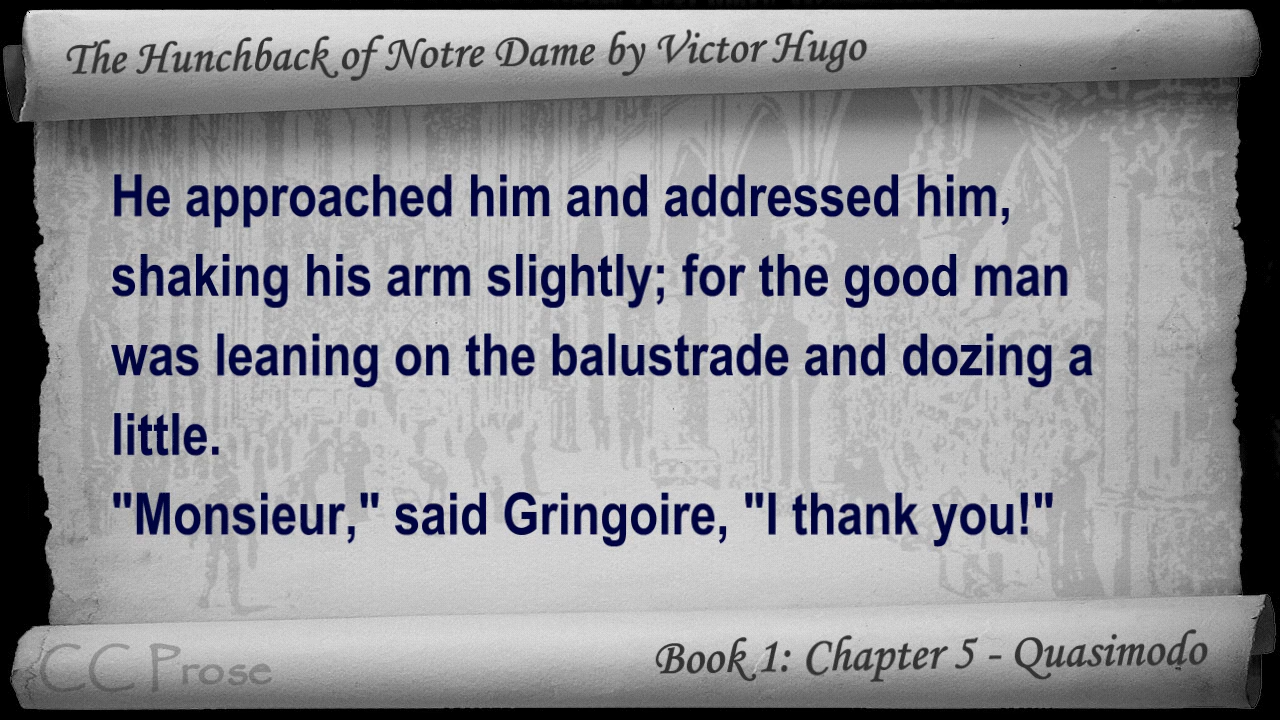 The Hunchback of Notre Dame by Victor Hugo
He approached him and addressed him,
shaking his arm slightly; for the good man
was leaning on the balustrade and dozing a
little.
"Monsieur," said Gringoire, "I thank you!"
CC Prose
Book 1: Chapter 5 - Quasimodo